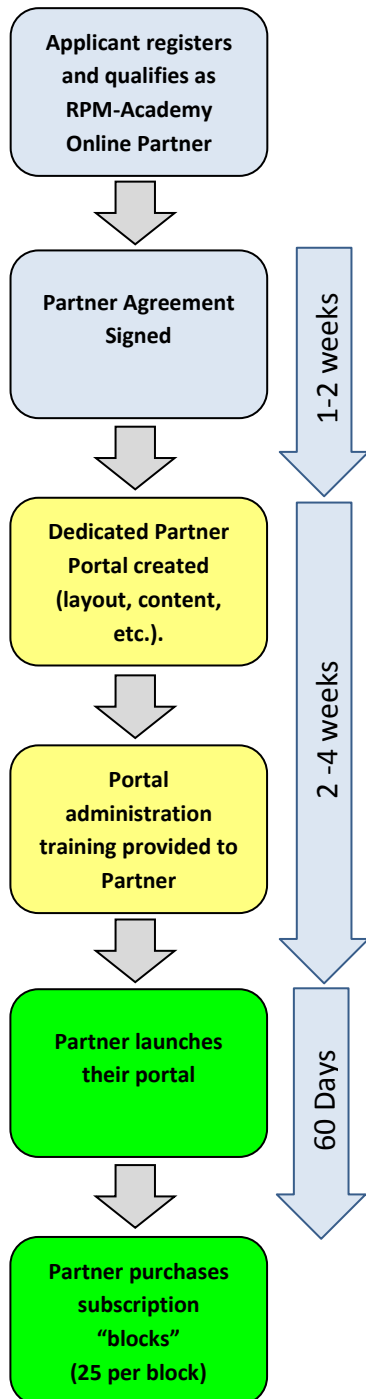 Applicant registers
and qualifies as
RPM-Academy
Online Partner
Partner Agreement
Signed
1-2 weeks
Dedicated Partner
Portal created
(layout, content,
etc.).
2 -4 weeks
Portal
administration
training provided to
Partner
Partner launches
their portal
60 Days
Partner purchases
subscription
“blocks”
(25 per block)